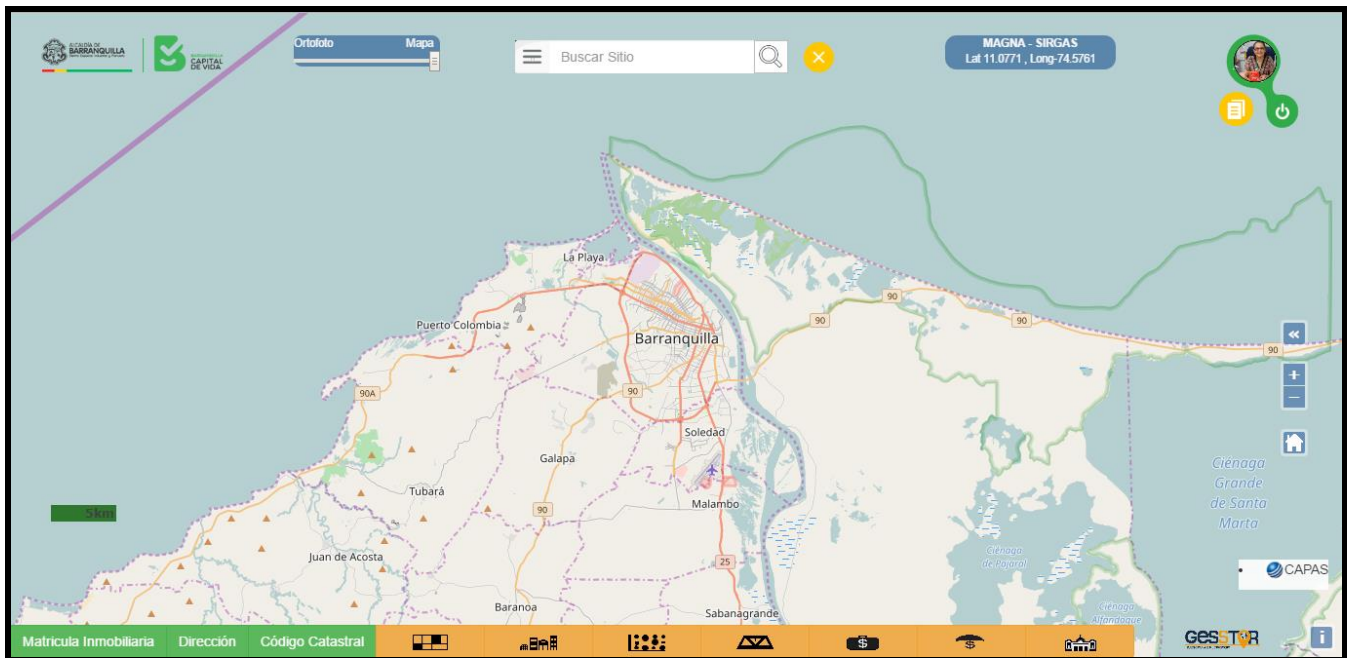 ALCALDÍA DE
BARRANQUILLA
CAPITAL
DE VIDA
Ortofoto Mapa
Buscar Sitio
MAGNA - SIRGAS
Lat 11.0771 , Long-74.5761
La Playa
90
90
90
Puerto Colombia
Barranquilla
90
90A
90
Soledad
Galapa
Ciénaga
Grande
de Santa
Marta
Tubará
Malambo
90
5km
Juan de Acosta
Ciénaga
de Pajaral
25
CAPAS
Baranoa
Sabanagrande
Ciénaga
Alfandoque
Matricula Inmobiliaria Dirección Código Catastral
GESSTOR
i